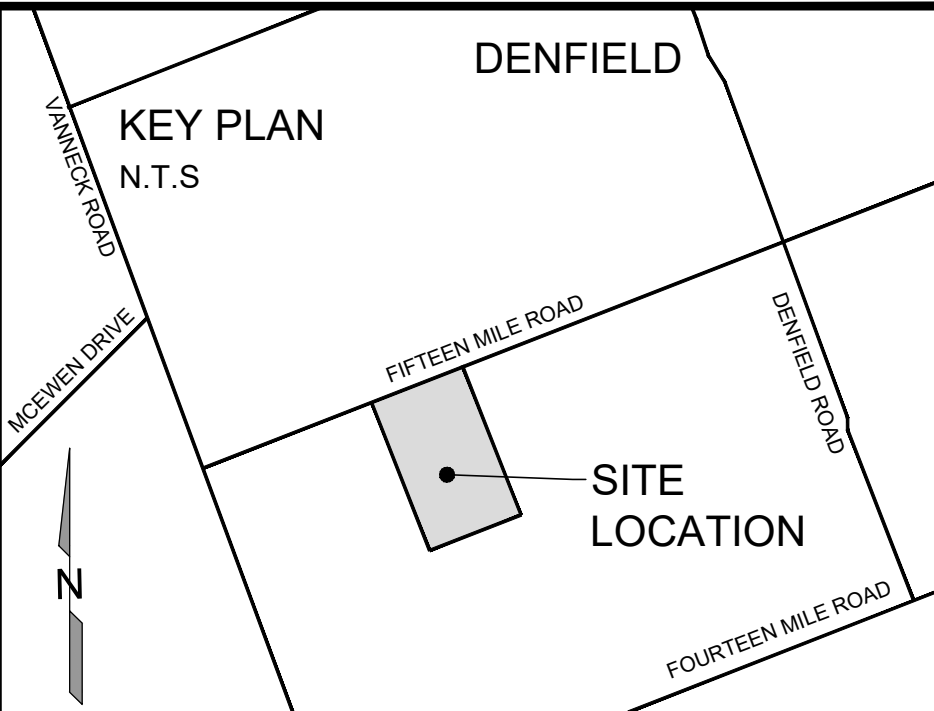 DENFIELD
KEY PLAN
N.T.S
VANNECK ROAD
MCEWEN DRIVE
FIFTEEN MILE ROAD
DENFIELD ROAD
SITE
LOCATION
N
FOURTEEN MILE ROAD